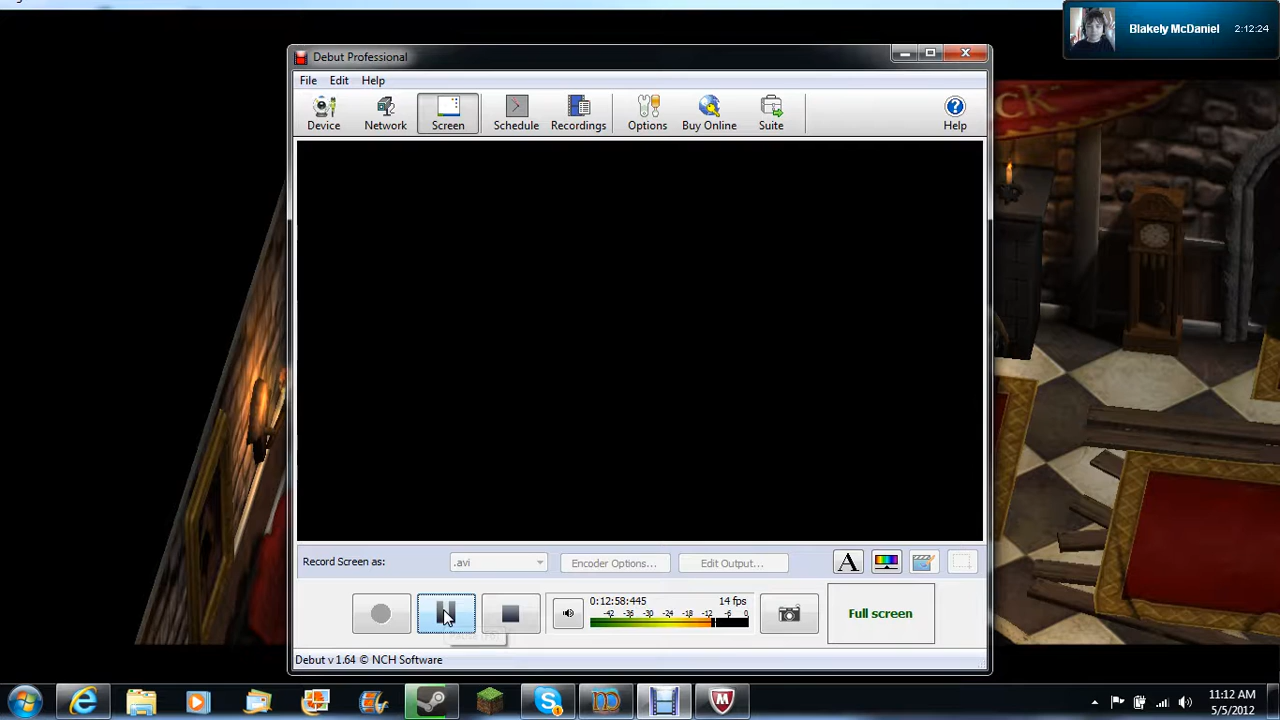 Blakely McDaniel 2:12:24
Debut Professional
File Edit Help
Device Network Screen Schedule Recordings Options Buy Online Suite Help
CK
Record Screen as: .avi Encoder Options... Edit Output... A
0:12:58:445 14 fps
-42 -36 -30 -24 -18 -12 -6 0
Full screen
Debut v 1.64 © NCH Software
11:12 AM
5/5/2012